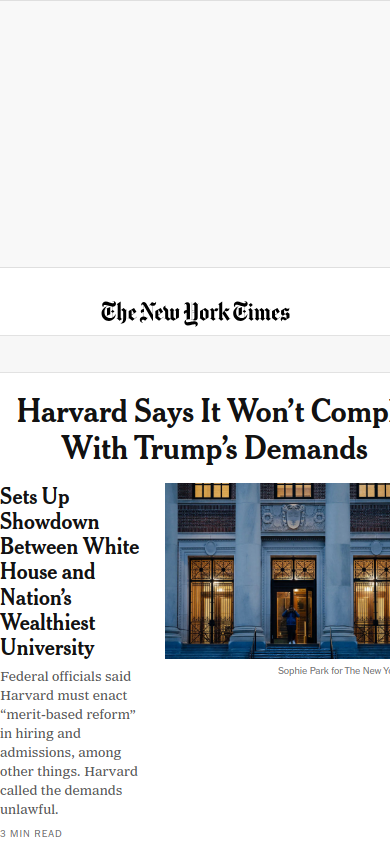 The New York Times
Harvard Says It Won’t Compl
With Trump’s Demands
Sets Up
Showdown
Between White
House and
Nation’s
Wealthiest
University
Federal officials said
Harvard must enact
“merit-based reform”
in hiring and
admissions, among
other things. Harvard
called the demands
unlawful.
3 MIN READ
Sophie Park for The New Yo